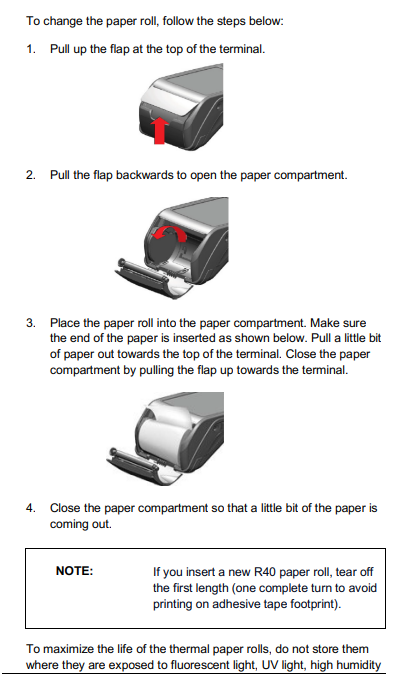 To change the paper roll, follow the steps below:
1. Pull up the flap at the top of the terminal.
2. Pull the flap backwards to open the paper compartment.
3. Place the paper roll into the paper compartment. Make sure
the end of the paper is inserted as shown below. Pull a little bit
of paper out towards the top of the terminal. Close the paper
compartment by pulling the flap up towards the terminal.
4. Close the paper compartment so that a little bit of the paper is
coming out.
NOTE: If you insert a new R40 paper roll, tear off
the first length (one complete turn to avoid
printing on adhesive tape footprint).
To maximize the life of the thermal paper rolls, do not store them
where they are exposed to fluorescent light, UV light, high humidity